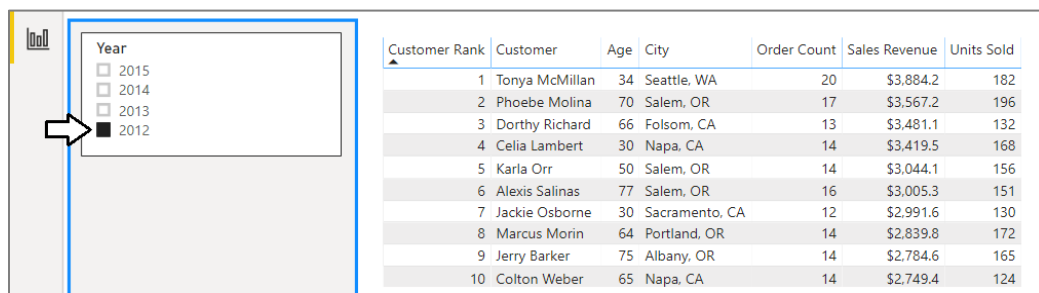 Year
2015
2014
2013
2012
Customer Rank Customer Age City Order Count Sales Revenue Units Sold
1 Tonya McMillan 34 Seattle, WA 20 $3,884.2 182
2 Phoebe Molina 70 Salem, OR 17 $3,567.2 196
3 Dorthy Richard 66 Folsom, CA 13 $3,481.1 132
4 Celia Lambert 30 Napa, CA 14 $3,419.5 168
5 Karla Orr 50 Salem, OR 14 $3,044.1 156
6 Alexis Salinas 77 Salem, OR 16 $3,005.3 151
7 Jackie Osborne 30 Sacramento, CA 12 $2,991.6 130
8 Marcus Morin 64 Portland, OR 14 $2,839.8 172
9 Jerry Barker 75 Albany, OR 14 $2,784.6 165
10 Colton Weber 65 Napa, CA 14 $2,749.4 124